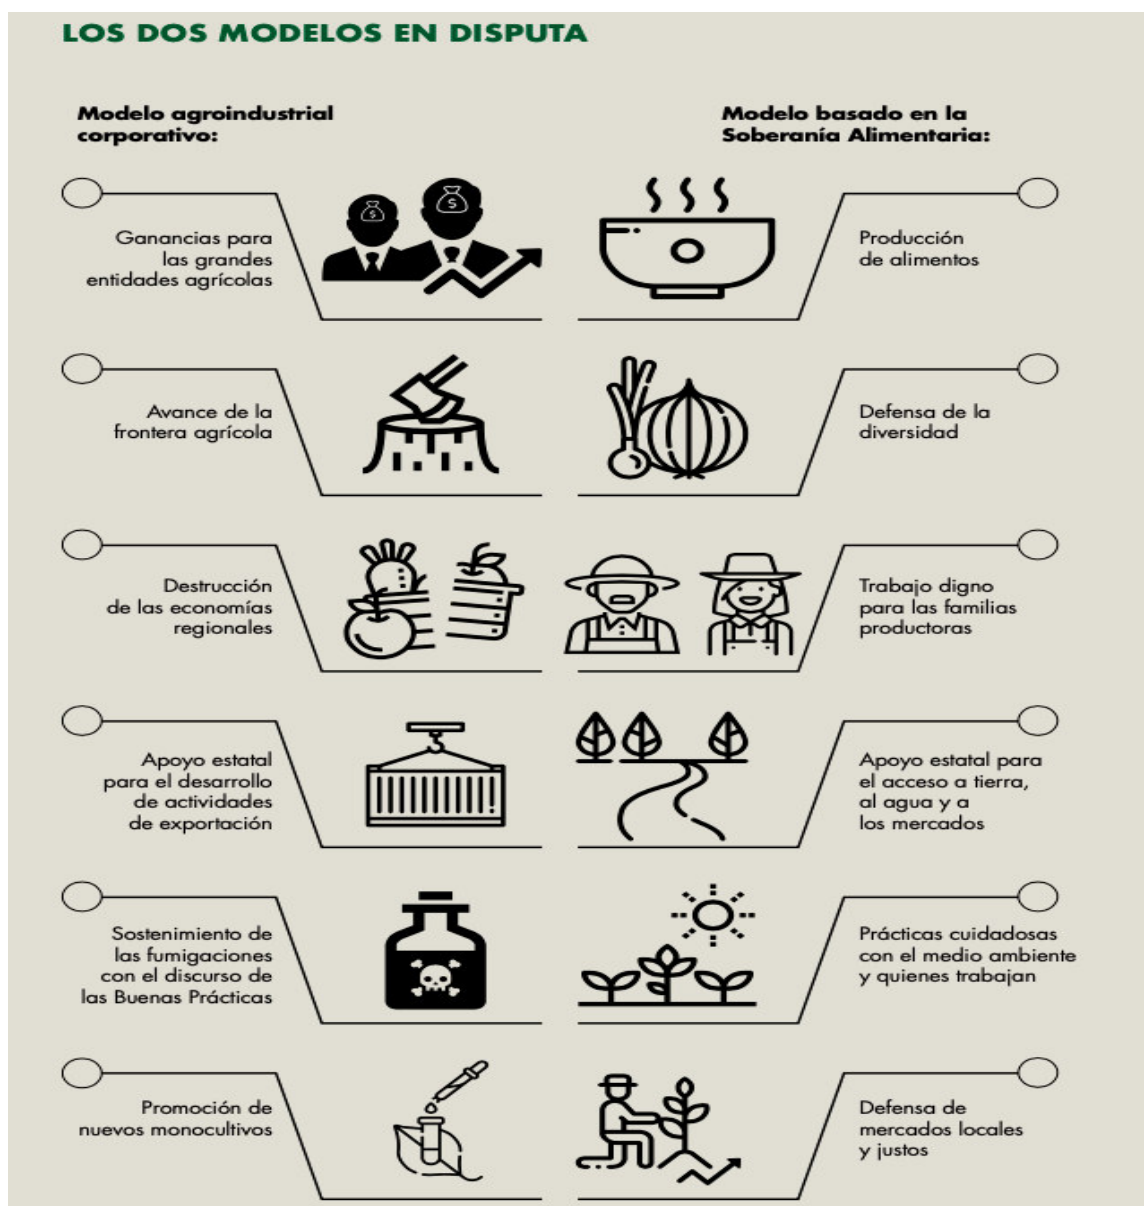 LOS DOS MODELOS EN DISPUTA
Modelo agroindustrial
corporativo:
Modelo basado en la
Soberanía Alimentaria:
Ganancias para
las grandes
entidades agrícolas
Producción
de alimentos
Avance de la
frontera agrícola
Defensa de la
diversidad
Destrucción
de las economías
regionales
Trabajo digno
para las familias
productoras
Apoyo estatal
para el desarrollo
de actividades
de exportación
Apoyo estatal para
el acceso a tierra,
al agua y a
los mercados
Sostenimiento de
las fumigaciones
con el discurso de
las Buenas Prácticas
Prácticas cuidadosas
con el medio ambiente
y quienes trabajan
Promoción de
nuevos monocultivos
Defensa de
mercados locales
y justos